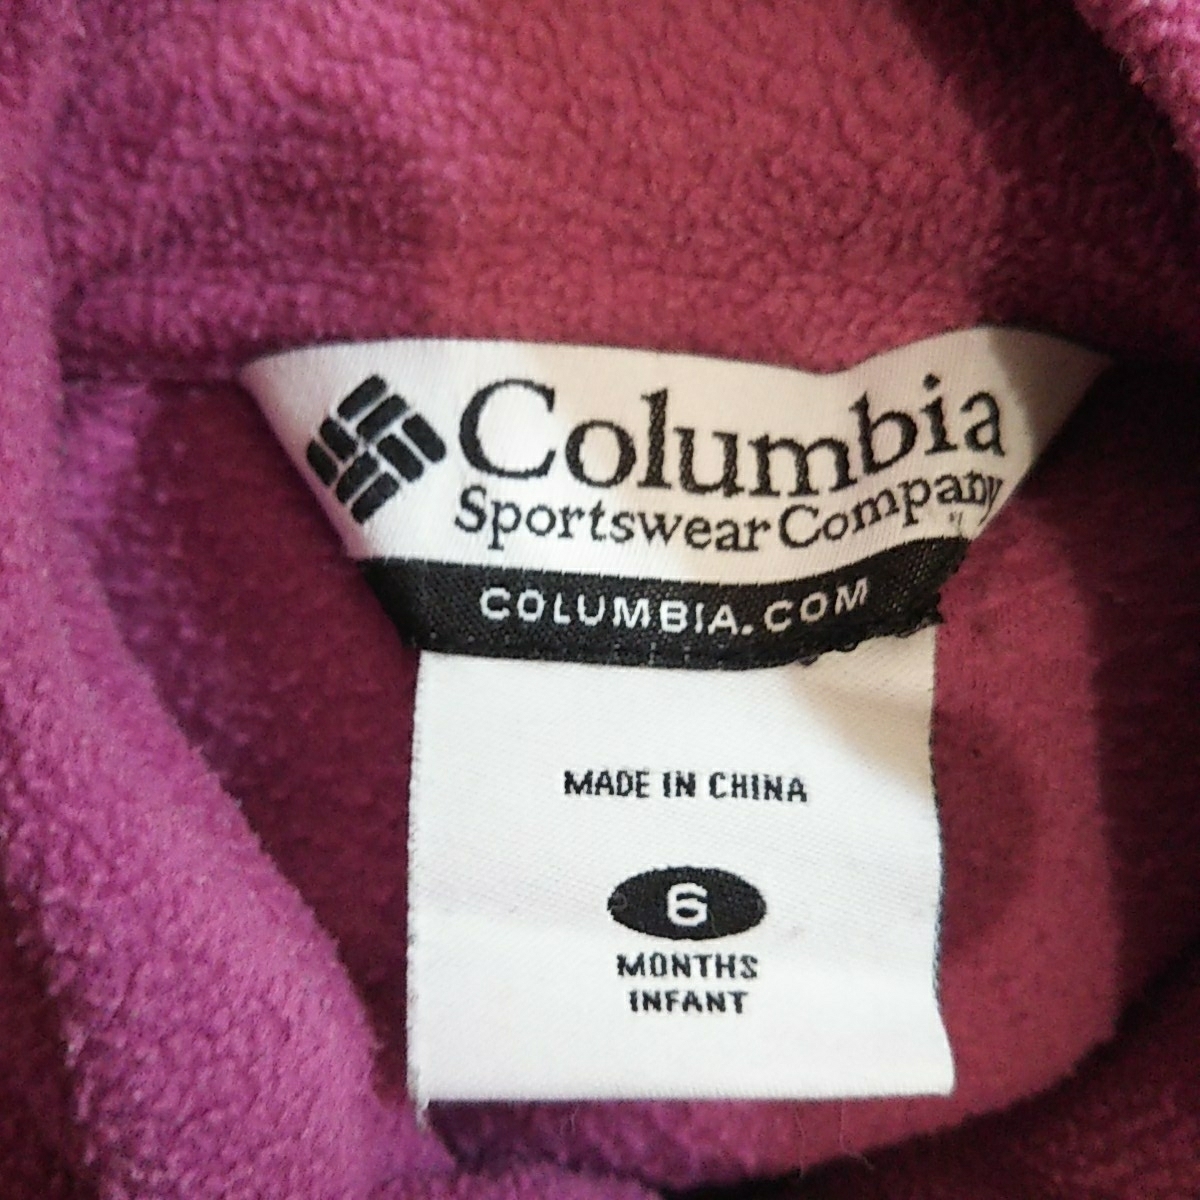 Columbia
Sportswear Company
COLUMBIA.COM
MADE IN CHINA
6
MONTHS
INFANT